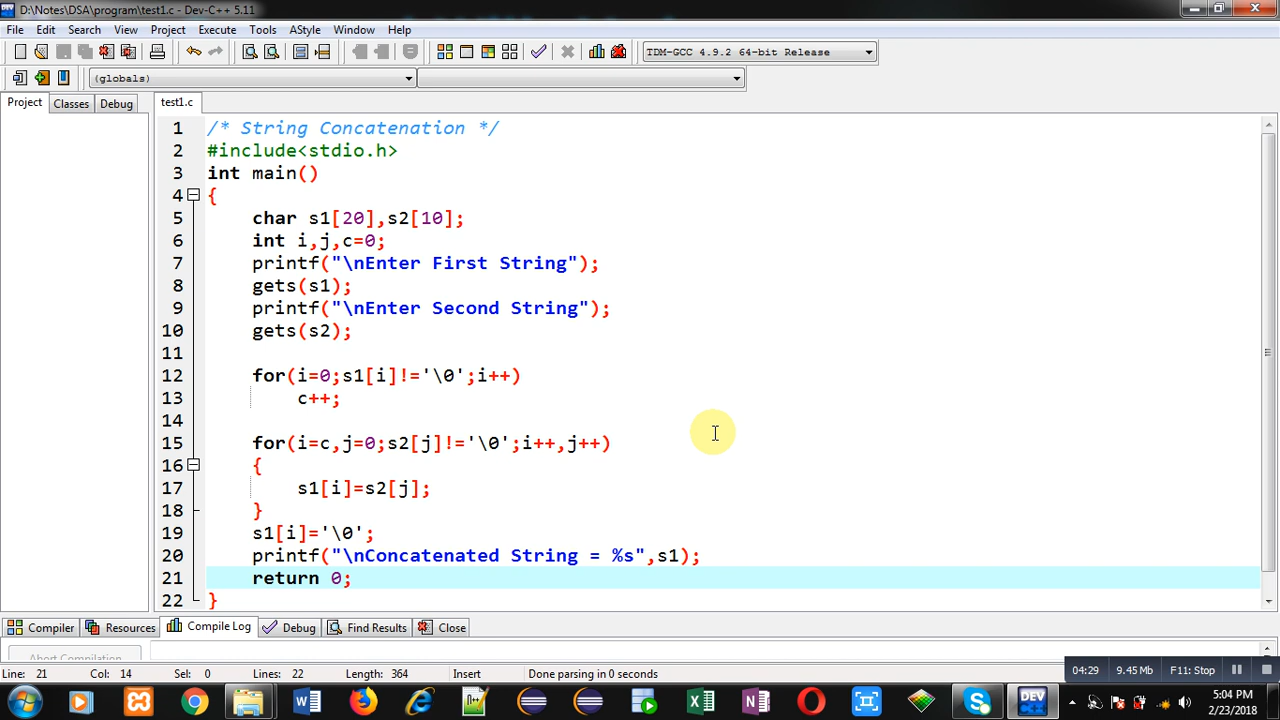 D:\Notes\DSA\program\test1.c - Dev-C++ 5.11
File Edit Search View Project Execute Tools AStyle Window Help
TDM-GCC 4.9.2 64-bit Release
(globals)
Project Classes Debug test1.c
1 /* String Concatenation */
2 #include<stdio.h>
3 int main()
4 {
5 char s1[20],s2[10];
6 int i,j,c=0;
7 printf("\nEnter First String");
8 gets(s1);
9 printf("\nEnter Second String");
10 gets(s2);
11
12 for(i=0;s1[i]!='\0';i++)
13 c++;
14
15 for(i=c,j=0;s2[j]!='\0';i++,j++)
16 {
17 s1[i]=s2[j];
18 }
19 s1[i]='\0';
20 printf("\nConcatenated String = %s",s1);
21 return 0;
22 }
Compiler Resources Compile Log Debug Find Results Close
Abort Compilation
Line: 21 Col: 14 Sel: 0 Lines: 22 Length: 364 Insert Done parsing in 0 seconds
04:29 9.45 Mb F11: Stop
5:04 PM
2/23/2018